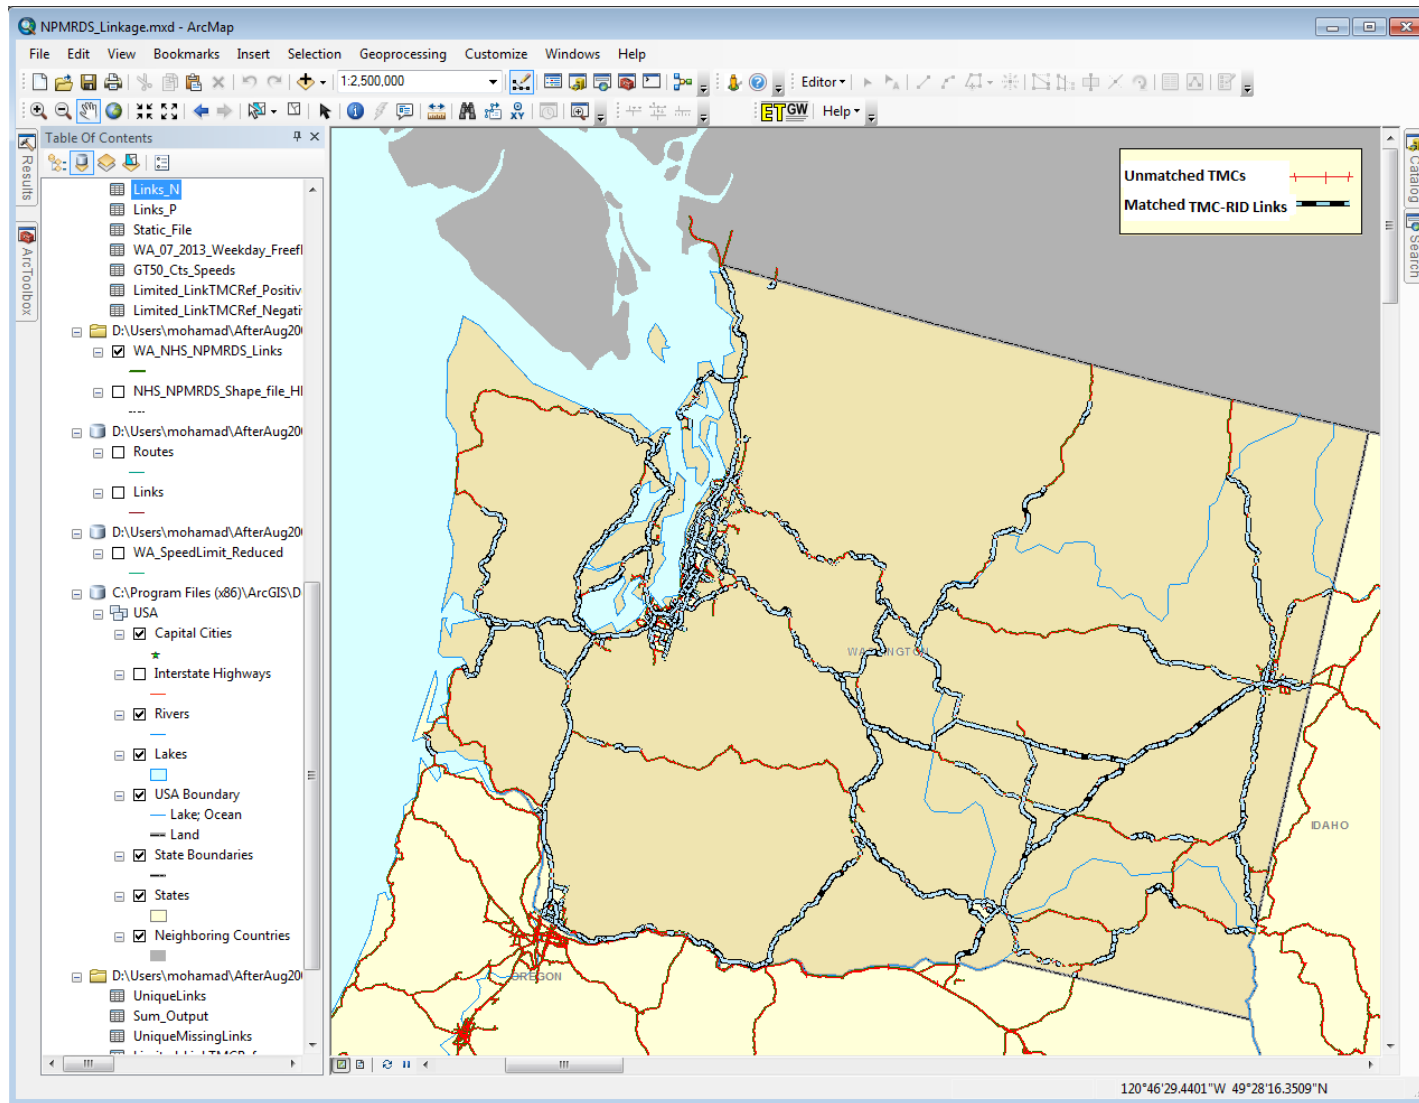 NPMRDS_Linkage.mxd - ArcMap
File Edit View Bookmarks Insert Selection Geoprocessing Customize Windows Help
1:2,500,000
Editor
ET GW Help
Table Of Contents
Results
ArcToolbox
Catalog
Search
Links_N
Links_P
Static_File
WA_07_2013_Weekday_Freefl
GT50_Cts_Speeds
Limited_LinkTMCRef_Positiv
Limited_LinkTMCRef_Negati
D:\Users\mohamad\AfterAug20
WA_NHS_NPMRDS_Links
NHS_NPMRDS_Shape_file_HI
D:\Users\mohamad\AfterAug20
Routes
Links
D:\Users\mohamad\AfterAug20
WA_SpeedLimit_Reduced
C:\Program Files (x86)\ArcGIS\D
USA
Capital Cities
Interstate Highways
Rivers
Lakes
USA Boundary
Lake; Ocean
Land
State Boundaries
States
Neighboring Countries
D:\Users\mohamad\AfterAug20
UniqueLinks
Sum_Output
UniqueMissingLinks
Unmatched TMCs
Matched TMC-RID Links
WASHINGTON
IDAHO
OREGON
120°46'29.4401"W 49°28'16.3509"N